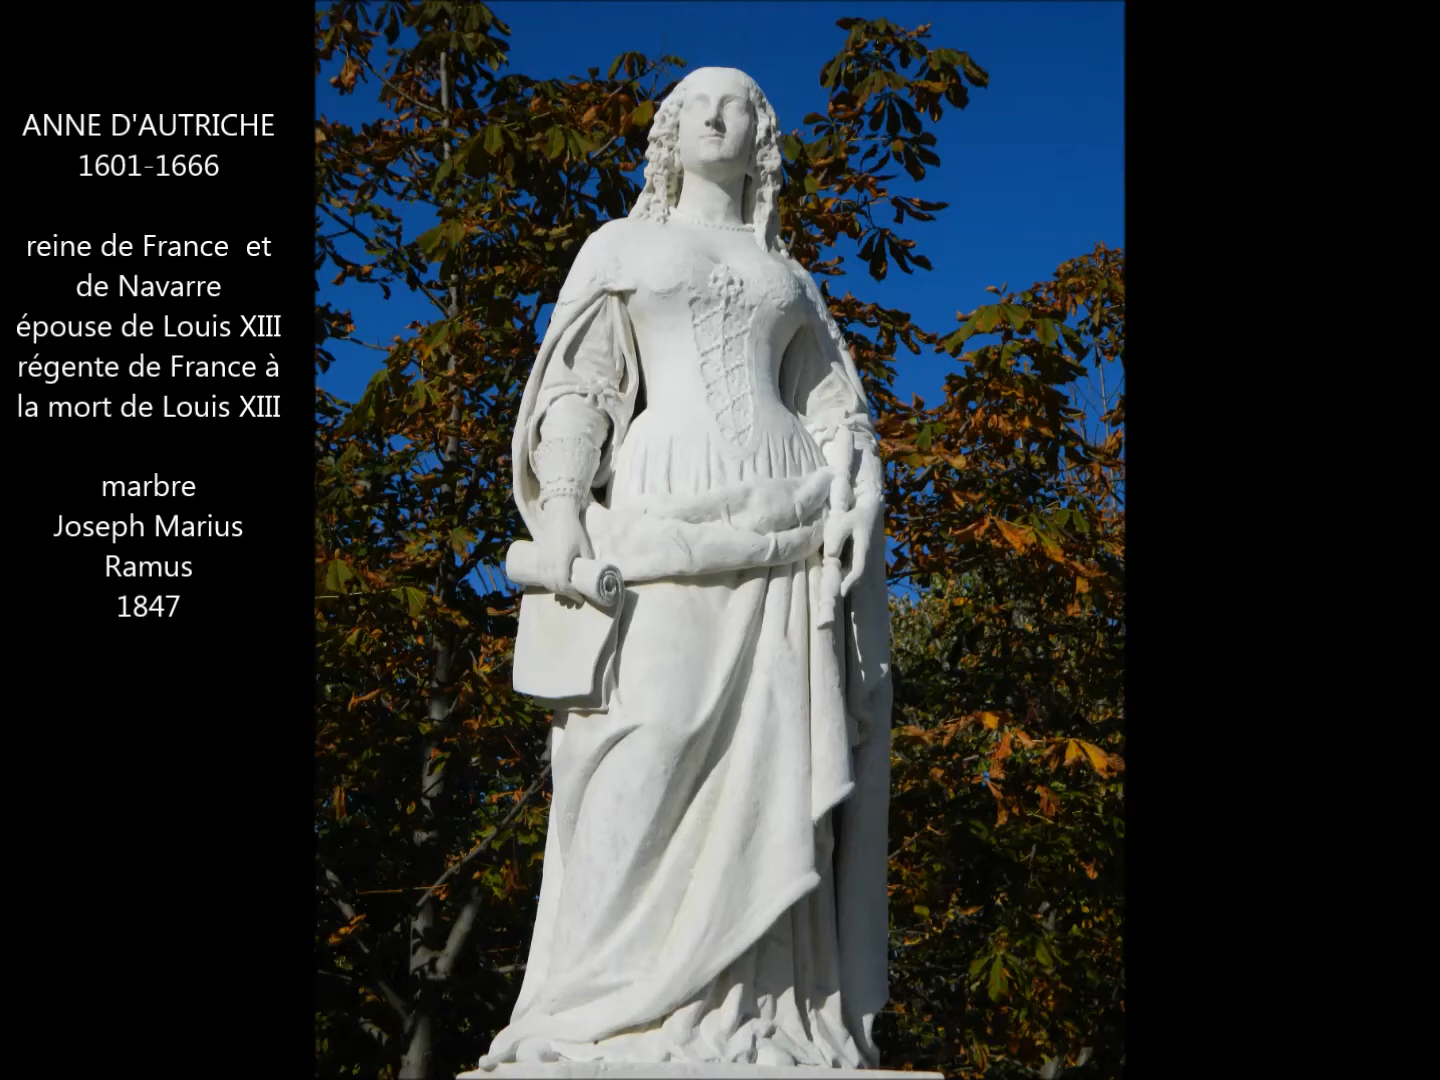 ANNE D'AUTRICHE
1601-1666
reine de France et
de Navarre
épouse de Louis XIII
régente de France à
la mort de Louis XIII
marbre
Joseph Marius
Ramus
1847